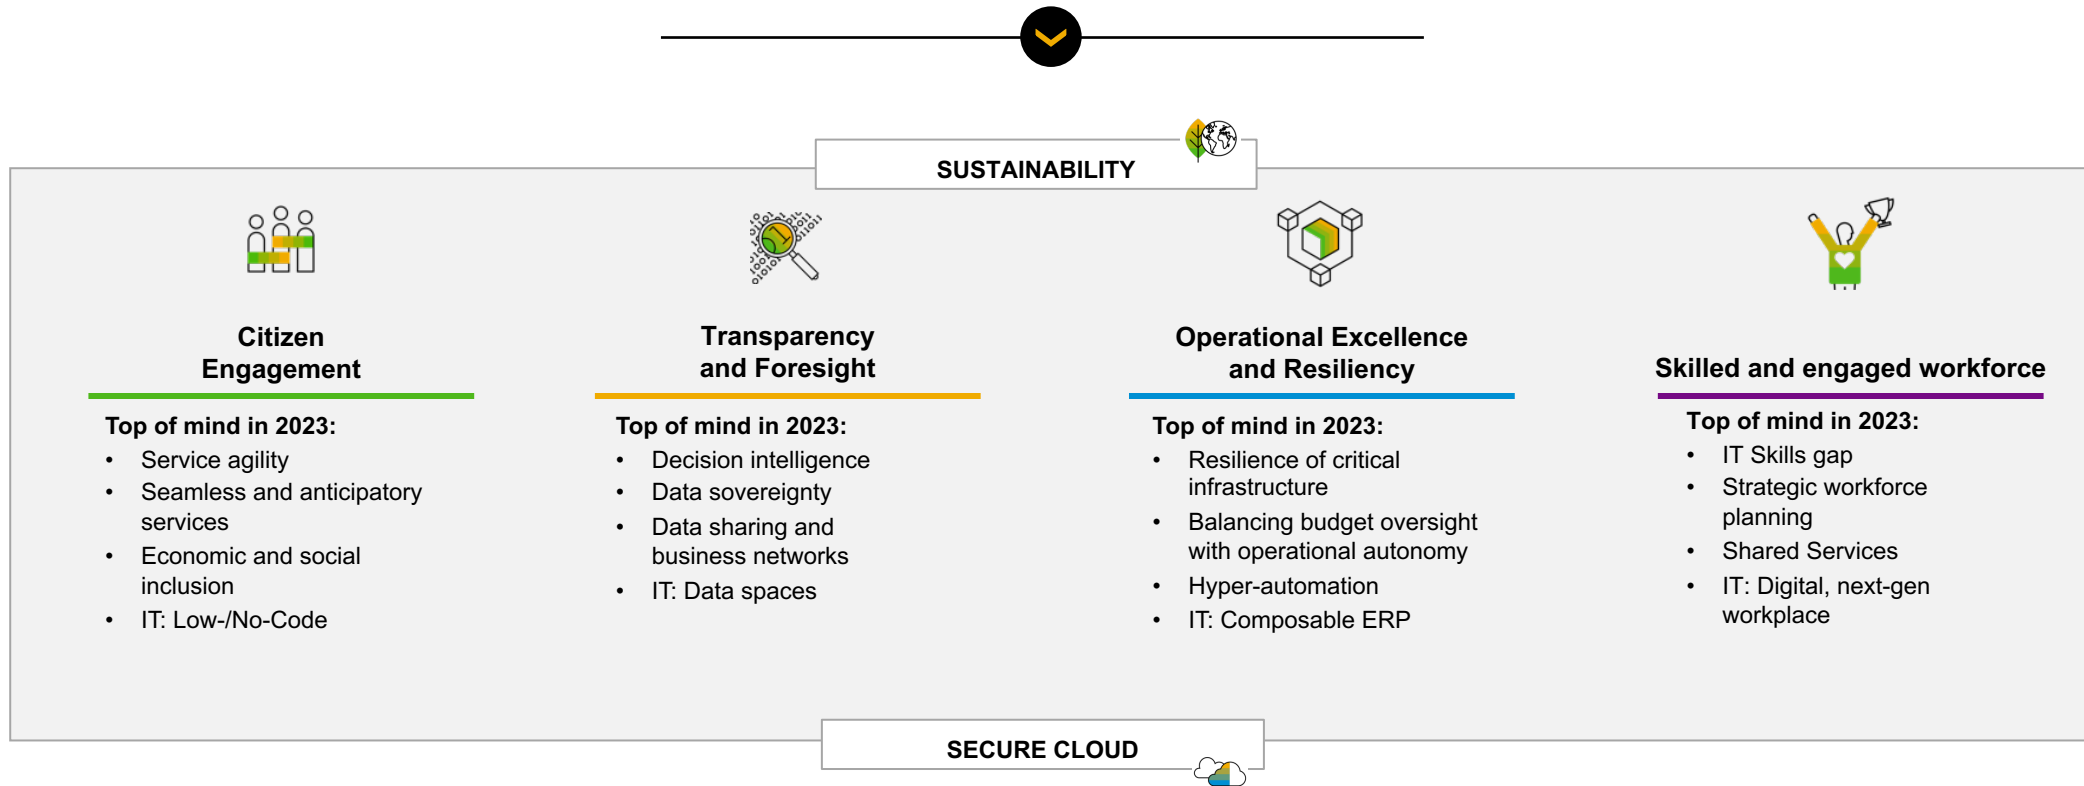 SUSTAINABILITY
Citizen
Engagement
Top of mind in 2023:
• Service agility
• Seamless and anticipatory
services
• Economic and social
inclusion
• IT: Low-/No-Code
Transparency
and Foresight
Top of mind in 2023:
• Decision intelligence
• Data sovereignty
• Data sharing and
business networks
• IT: Data spaces
Operational Excellence
and Resiliency
Top of mind in 2023:
• Resilience of critical
infrastructure
• Balancing budget oversight
with operational autonomy
• Hyper-automation
• IT: Composable ERP
Skilled and engaged workforce
Top of mind in 2023:
• IT Skills gap
• Strategic workforce
planning
• Shared Services
• IT: Digital, next-gen
workplace
SECURE CLOUD